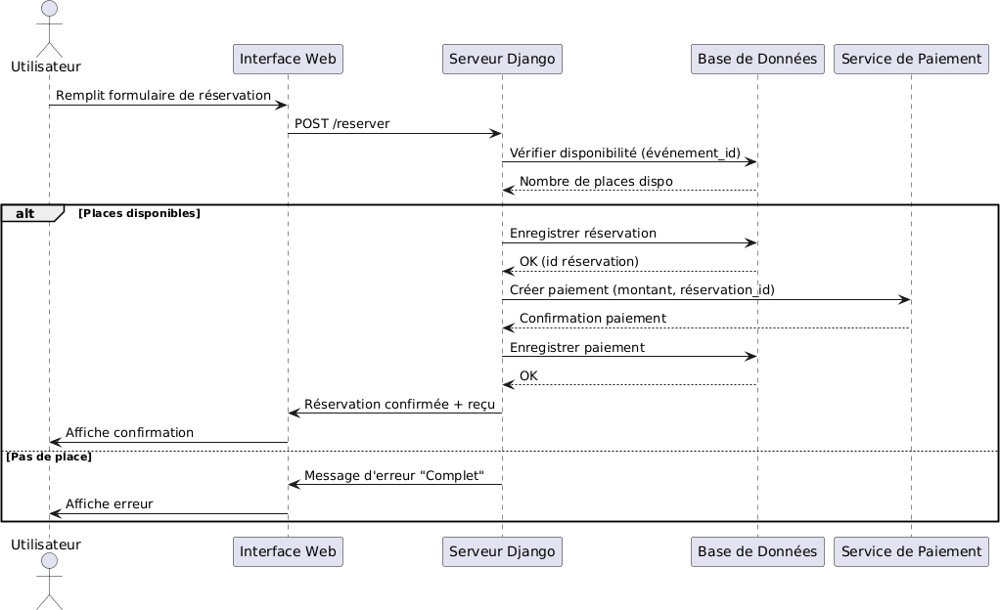 Utilisateur
Interface Web
Serveur Django
Base de Données
Service de Paiement
Remplit formulaire de réservation
POST /reserver
Vérifier disponibilité (événement_id)
Nombre de places dispo
alt
[Places disponibles]
Enregistrer réservation
OK (id réservation)
Créer paiement (montant, réservation_id)
Confirmation paiement
Enregistrer paiement
OK
Réservation confirmée + reçu
Affiche confirmation
[Pas de place]
Message d'erreur "Complet"
Affiche erreur
Utilisateur
Interface Web
Serveur Django
Base de Données
Service de Paiement